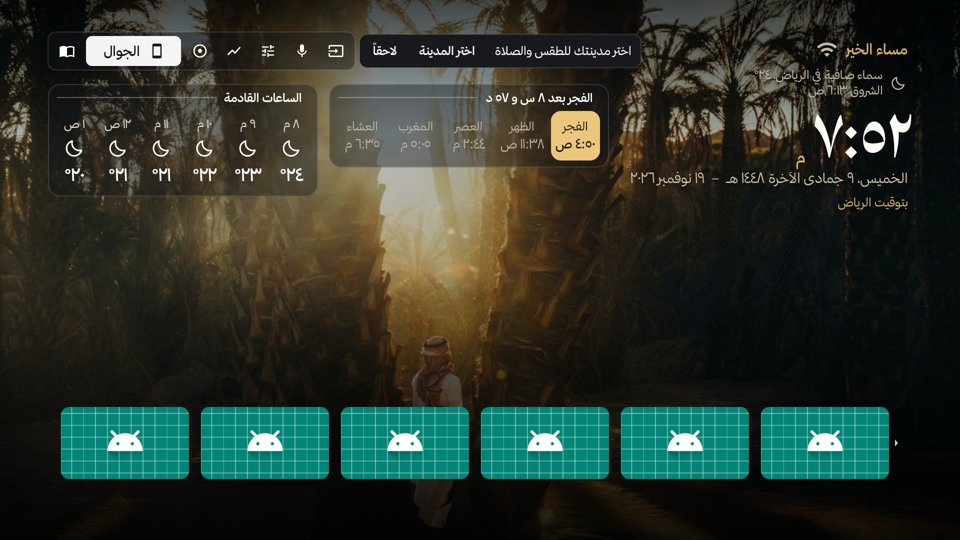 مساء الخير
سماء صافية في الرياض، ٢٤°
الشروق ٦:١٣ ص
٧:٥٢ م
الخميس، ٩ جمادى الآخرة ١٤٤٨ هـ – ١٩ نوفمبر ٢٠٢٦
بتوقيت الرياض
اختر مدينتك للطقس والصلاة اختر المدينة لاحقاً
الجوال
الفجر بعد ٨ س و ٥٧ د
الفجر الظهر العصر المغرب العشاء
٤:٥٠ ص ١١:٣٨ ص ٢:٤٤ م ٥:٠٥ م ٦:٣٥ م
الساعات القادمة
٨ م ٩ م ١٠ م ١١ م ١٢ ص ١ ص
٢٤° ٢٣° ٢٢° ٢١° ٢١° ٢٠°